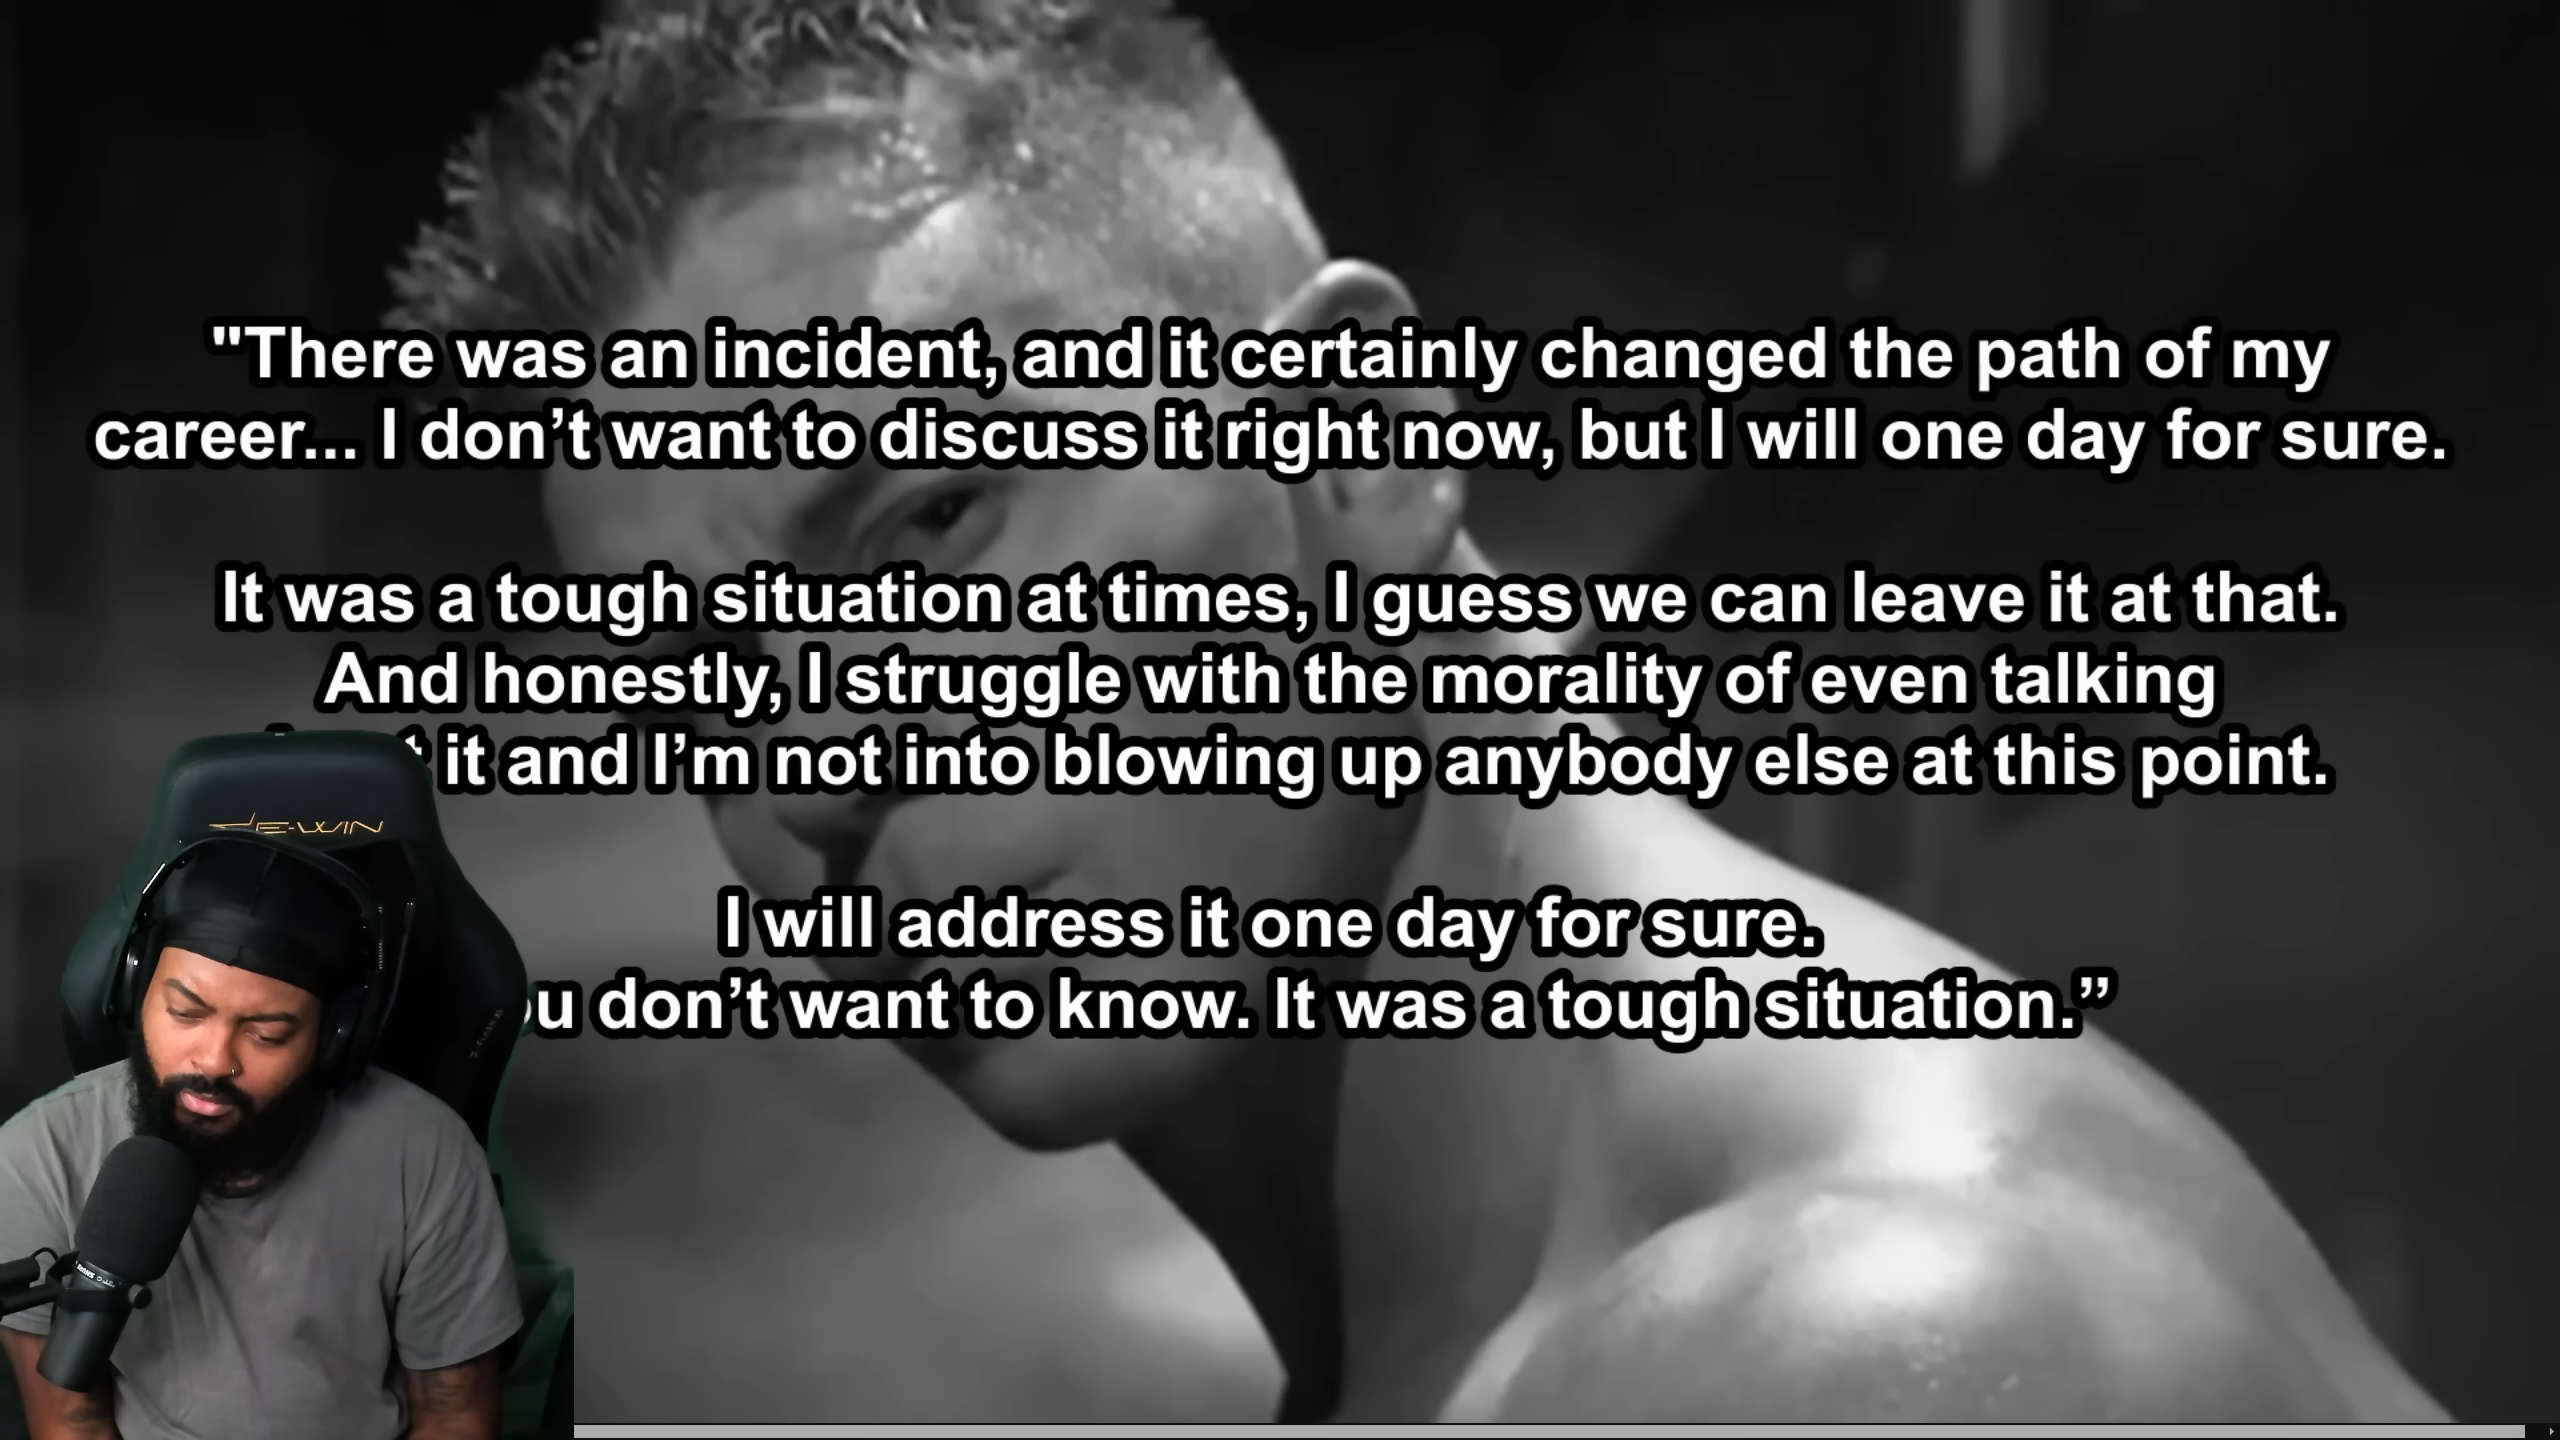 "There was an incident, and it certainly changed the path of my
career... I don’t want to discuss it right now, but I will one day for sure.
It was a tough situation at times, I guess we can leave it at that.
And honestly, I struggle with the morality of even talking
it and I’m not into blowing up anybody else at this point.
I will address it one day for sure.
don’t want to know. It was a tough situation.”